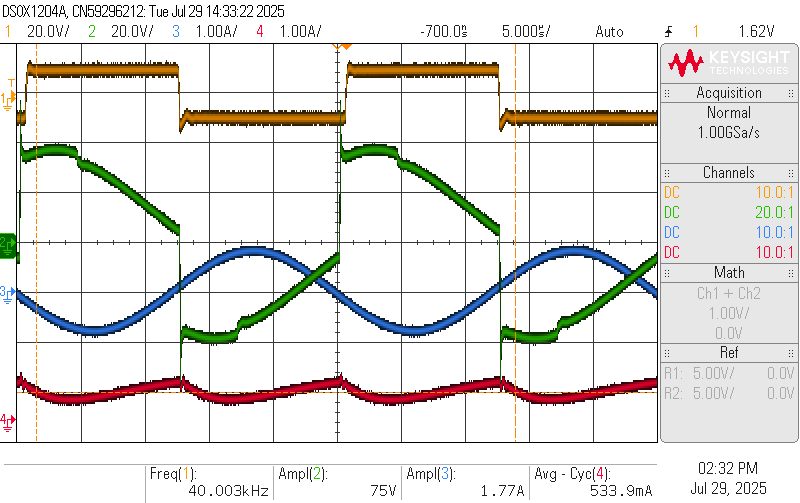 DSOX1204A, CN59296212: Tue Jul 29 14:33:22 2025
1 20.0V/ 2 20.0V/ 3 1.00A/ 4 1.00A/ -700.0s 5.000s/ Auto 1 1.62V
KEYSIGHT
TECHNOLOGIES
Acquisition
Normal
1.00GSa/s
Channels
DC 10.0:1
DC 20.0:1
DC 10.0:1
DC 10.0:1
Math
Ch1 + Ch2
1.00V/
0.0V
Ref
R1: 5.00V/ 0.0V
R2: 5.00V/ 0.0V
T
1
2
3
4
Freq(1): Ampl(2): Ampl(3): Avg - Cyc(4):
40.003kHz 75V 1.77A 533.9mA
02:32 PM
Jul 29, 2025